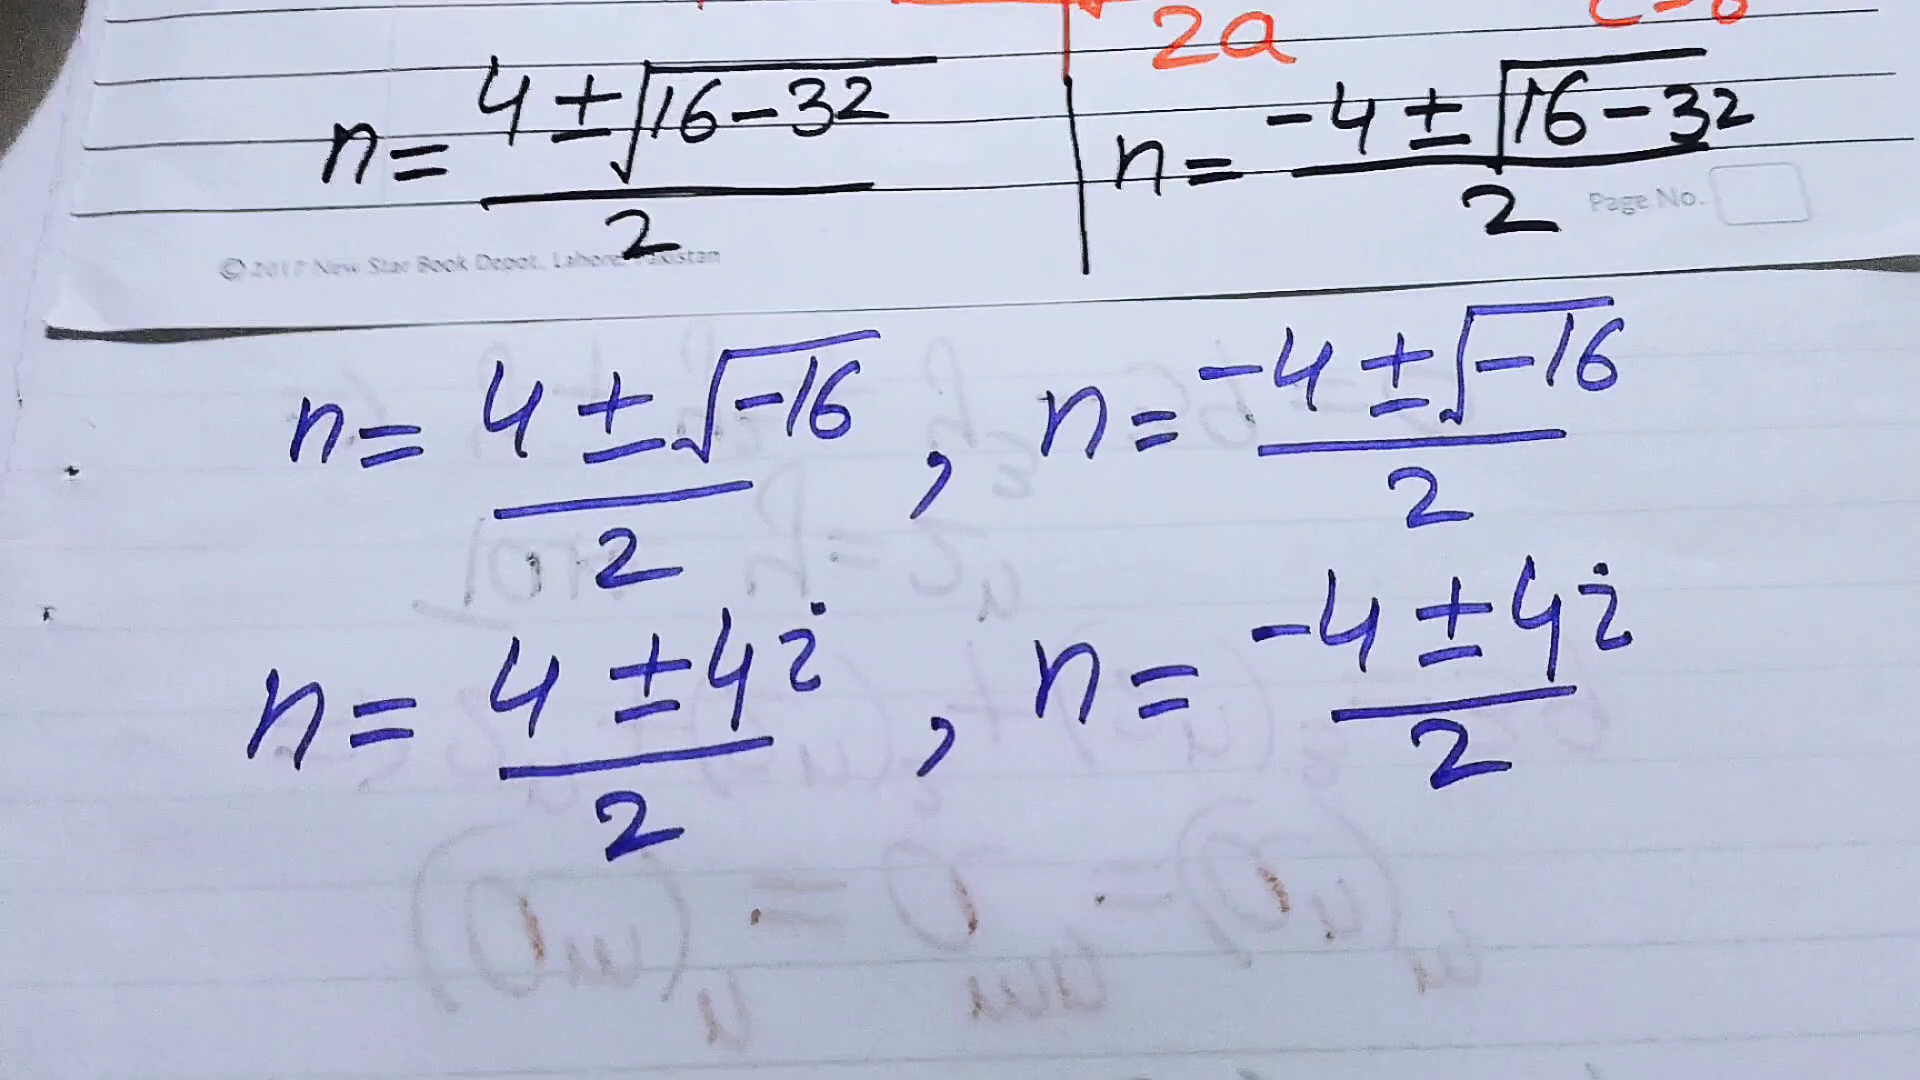 2a c=8
n = (4 ± √(16 - 32))/2 n = (-4 ± √(16 - 32))/2
Page No.
© 2017 New Star Book Depot, Lahore Pakistan
n = (4 ± √(-16))/2 , n = (-4 ± √(-16))/2
n = (4 ± 4i)/2 , n = (-4 ± 4i)/2